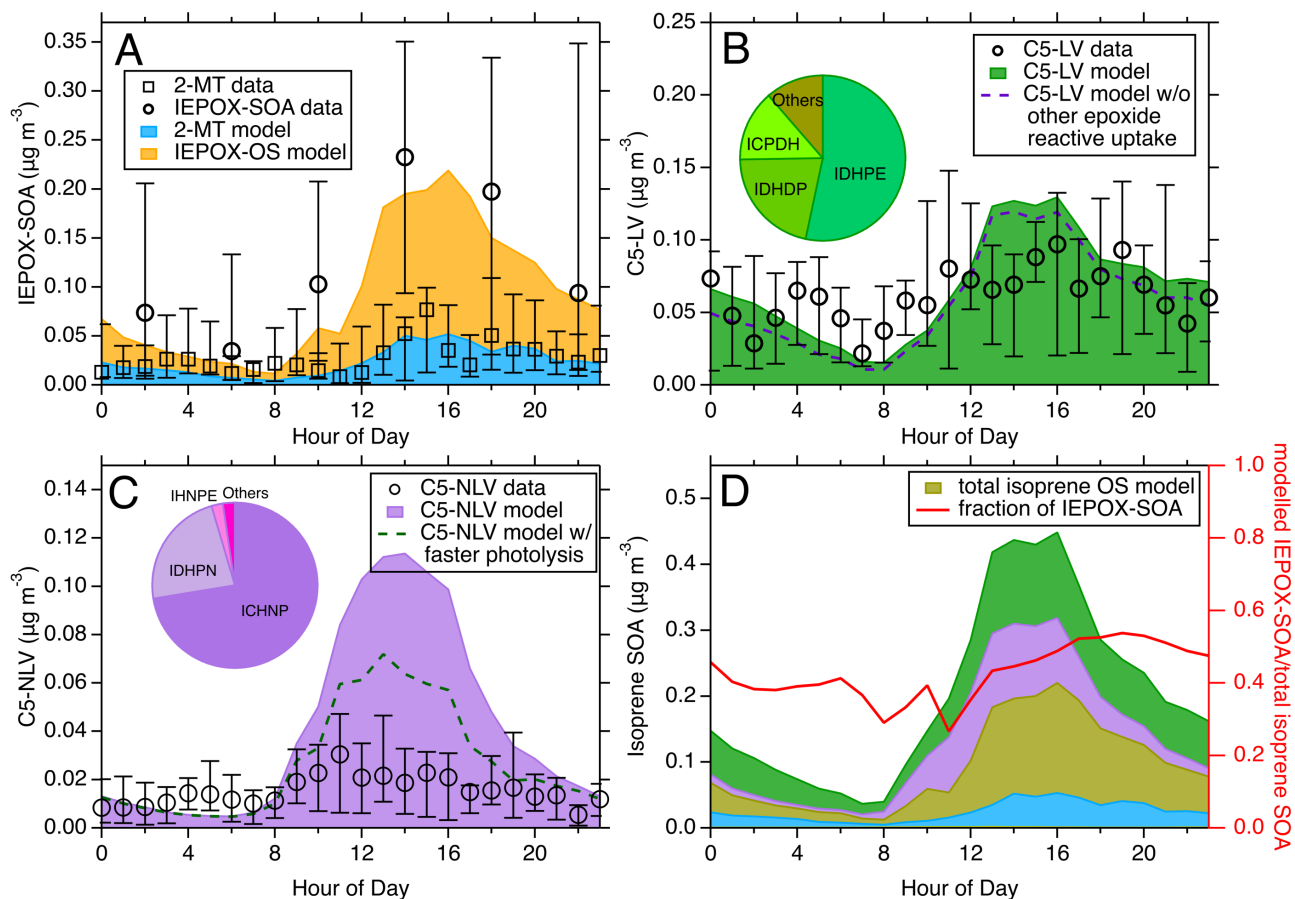 A
0.35
0.30
0.25
0.20
0.15
0.10
0.05
0.00
IEPOX-SOA (µg m⁻³)
2-MT data
IEPOX-SOA data
2-MT model
IEPOX-OS model
0 4 8 12 16 20
Hour of Day
B
0.25
0.20
0.15
0.10
0.05
0.00
C5-LV (µg m⁻³)
C5-LV data
C5-LV model
C5-LV model w/o
other epoxide
reactive uptake
Others
ICPDH
IDHDP
IDHPE
0 4 8 12 16 20
Hour of Day
C
0.14
0.12
0.10
0.08
0.06
0.04
0.02
0.00
C5-NLV (µg m⁻³)
C5-NLV data
C5-NLV model
C5-NLV model w/
faster photolysis
IHNPE Others
IDHPN
ICHNP
0 4 8 12 16 20
Hour of Day
D
0.5
0.4
0.3
0.2
0.1
0.0
Isoprene SOA (µg m⁻³)
total isoprene OS model
fraction of IEPOX-SOA
1.0
0.8
0.6
0.4
0.2
0.0
modelled IEPOX-SOA/total isoprene SOA
0 4 8 12 16 20
Hour of Day